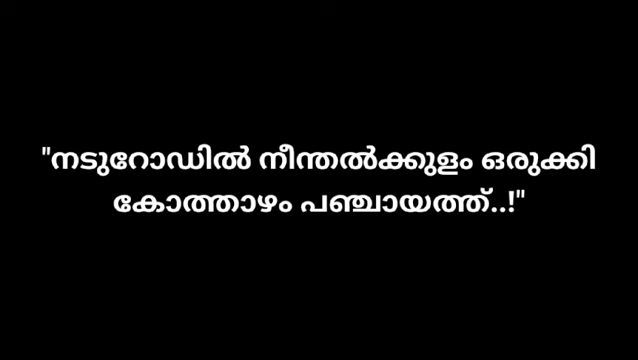 "നടുറോഡിൽ നീന്തൽക്കുളം ഒരുക്കി
കോത്താഴം പഞ്ചായത്ത്..!"